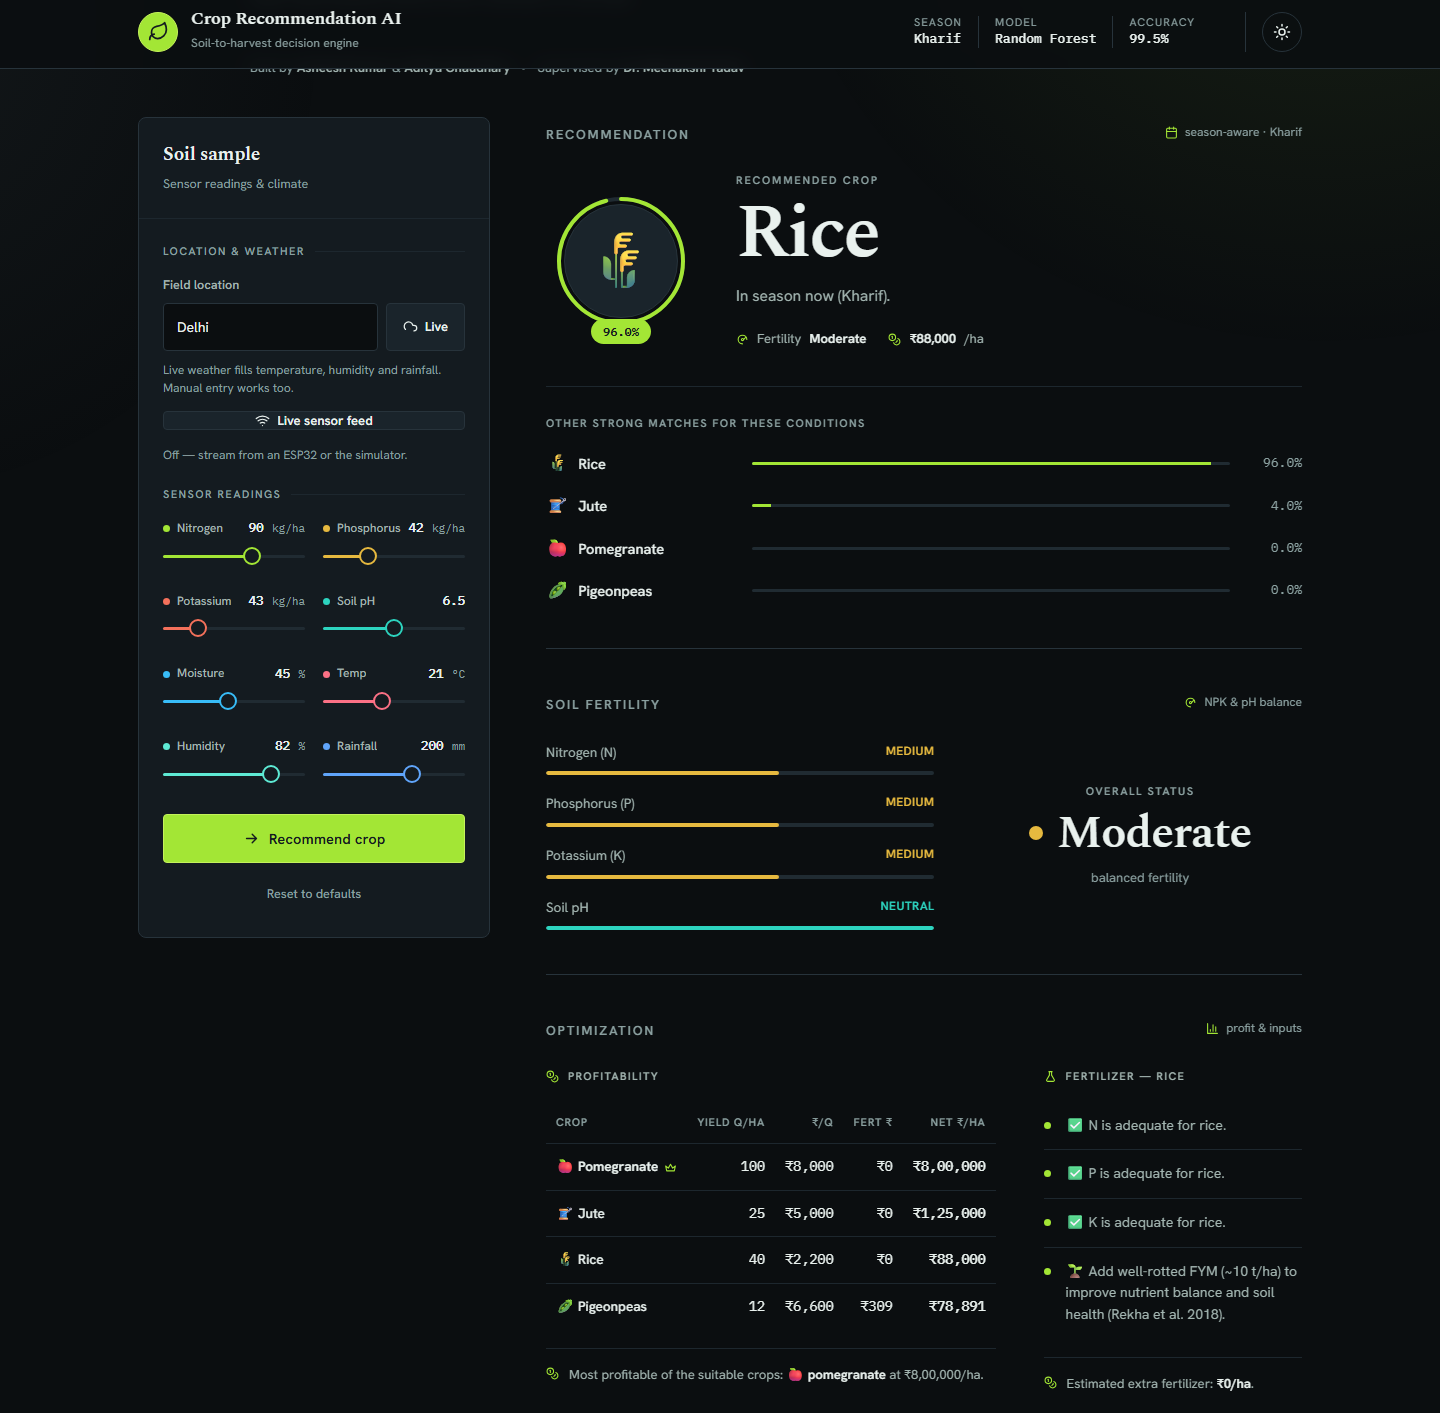 Crop Recommendation AI
Soil-to-harvest decision engine
SEASON
Kharif
MODEL
Random Forest
ACCURACY
99.5%
Built by Asheesh Kumar & Aditya Chaudhary · Supervised by Dr. Meenakshi Yadav
Soil sample
Sensor readings & climate
LOCATION & WEATHER
Field location
Delhi
Live
Live weather fills temperature, humidity and rainfall.
Manual entry works too.
Live sensor feed
Off — stream from an ESP32 or the simulator.
SENSOR READINGS
Nitrogen 90 kg/ha
Phosphorus 42 kg/ha
Potassium 43 kg/ha
Soil pH 6.5
Moisture 45 %
Temp 21 °C
Humidity 82 %
Rainfall 200 mm
Recommend crop
Reset to defaults
RECOMMENDATION
season-aware · Kharif
96.0%
RECOMMENDED CROP
Rice
In season now (Kharif).
Fertility Moderate ₹88,000 /ha
OTHER STRONG MATCHES FOR THESE CONDITIONS
Rice 96.0%
Jute 4.0%
Pomegranate 0.0%
Pigeonpeas 0.0%
SOIL FERTILITY
NPK & pH balance
Nitrogen (N) MEDIUM
Phosphorus (P) MEDIUM
Potassium (K) MEDIUM
Soil pH NEUTRAL
OVERALL STATUS
Moderate
balanced fertility
OPTIMIZATION
profit & inputs
PROFITABILITY
CROP YIELD Q/HA ₹/Q FERT ₹ NET ₹/HA
Pomegranate 100 ₹8,000 ₹0 ₹8,00,000
Jute 25 ₹5,000 ₹0 ₹1,25,000
Rice 40 ₹2,200 ₹0 ₹88,000
Pigeonpeas 12 ₹6,600 ₹309 ₹78,891
Most profitable of the suitable crops: pomegranate at ₹8,00,000/ha.
FERTILIZER — RICE
✅ N is adequate for rice.
✅ P is adequate for rice.
✅ K is adequate for rice.
🌱 Add well-rotted FYM (~10 t/ha) to
improve nutrient balance and soil
health (Rekha et al. 2018).
Estimated extra fertilizer: ₹0/ha.